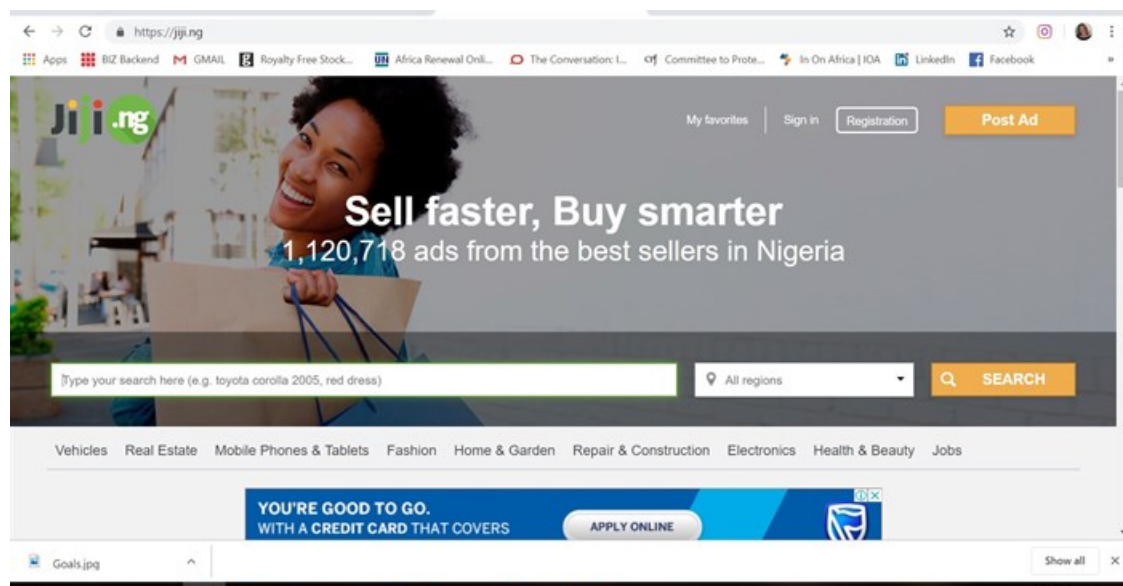 https://jiji.ng
Apps BIZ Backend GMAIL Royalty Free Stock... Africa Renewal Onli... The Conversation: I... Committee to Prote... In On Africa | IOA LinkedIn Facebook »
Jiji.ng
My favorites Sign in Registration Post Ad
Sell faster, Buy smarter
1,120,718 ads from the best sellers in Nigeria
Type your search here (e.g. toyota corolla 2005, red dress) All regions SEARCH
Vehicles Real Estate Mobile Phones & Tablets Fashion Home & Garden Repair & Construction Electronics Health & Beauty Jobs
YOU'RE GOOD TO GO.
WITH A CREDIT CARD THAT COVERS
APPLY ONLINE
Goals.jpg Show all